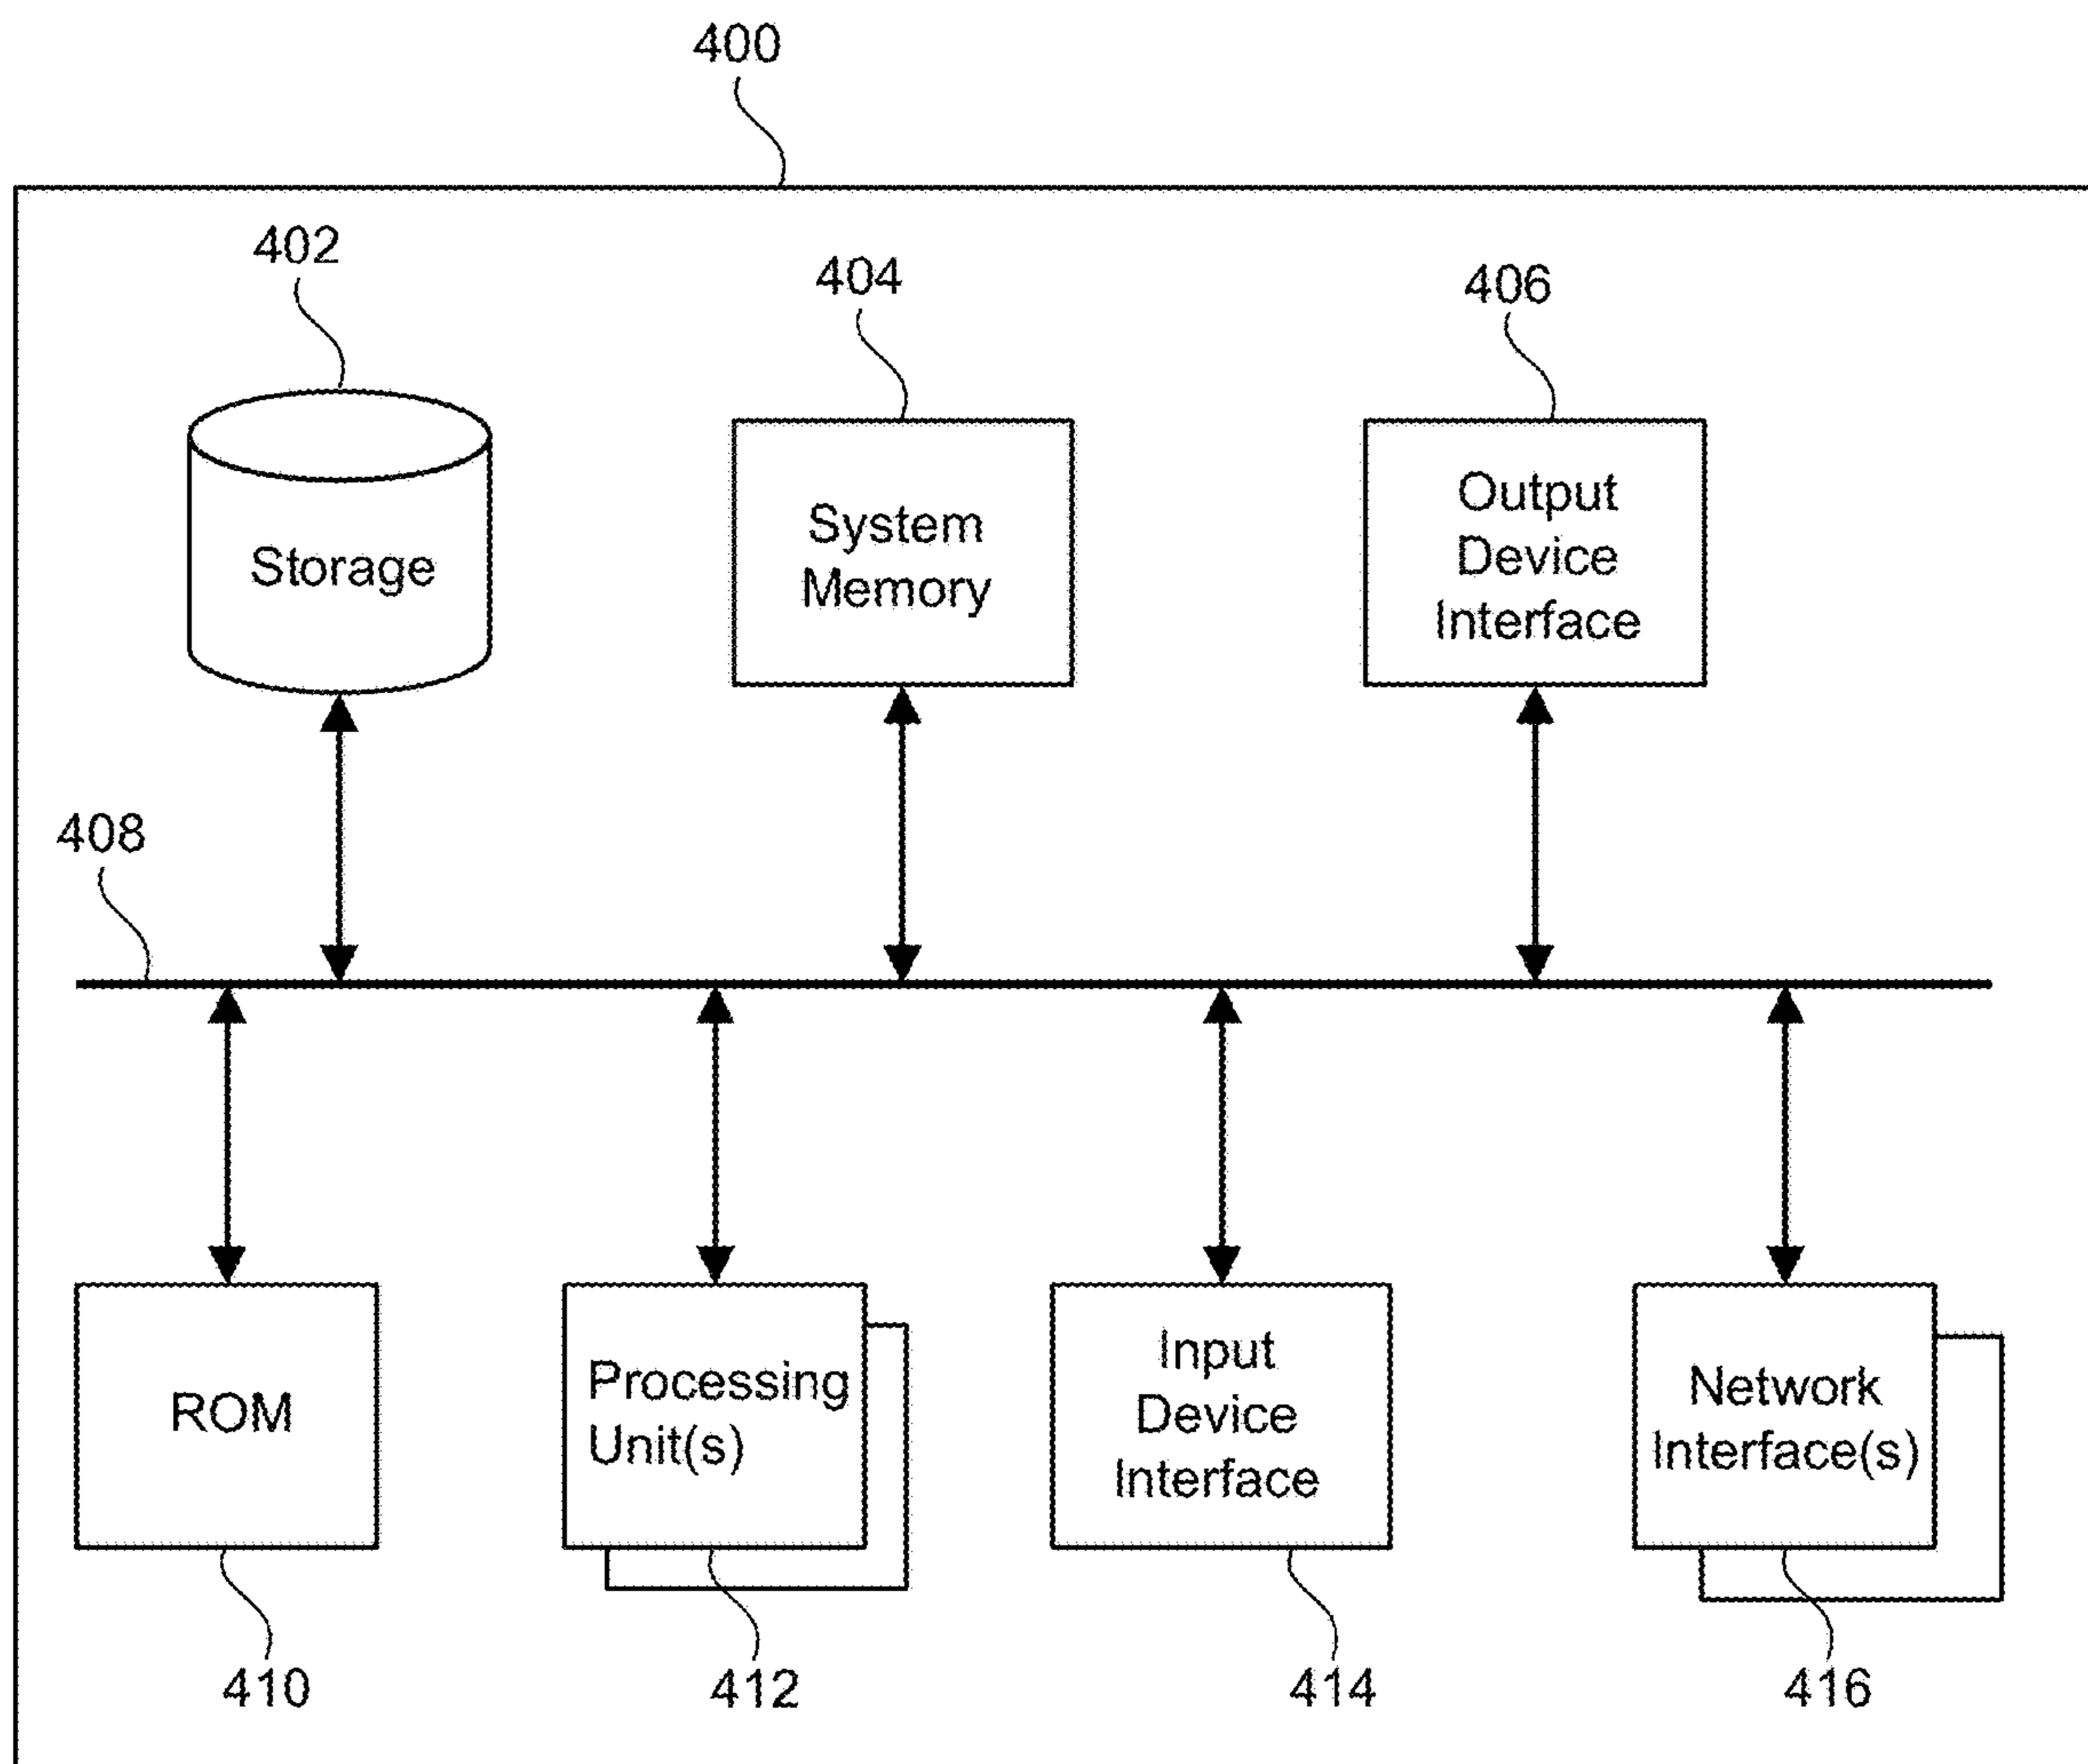 400
402
404
406
Storage
System
Memory
Output
Device
Interface
408
ROM
Processing
Unit(s)
Input
Device
Interface
Network
Interface(s)
410
412
414
416